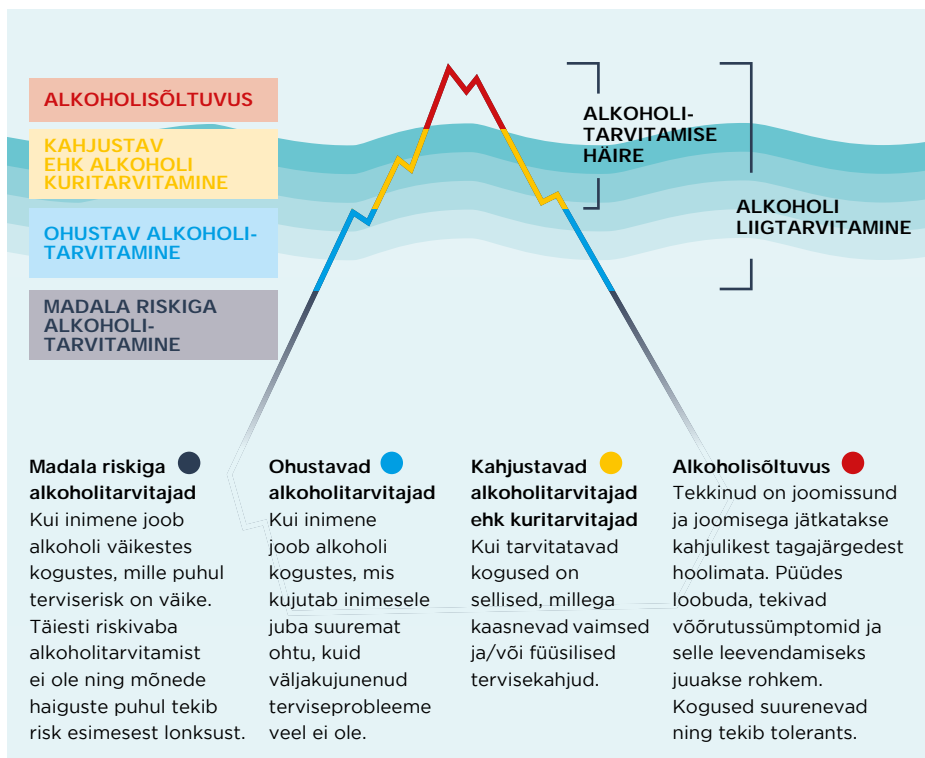 ALKOHOLISÕLTUVUS
KAHJUSTAV
EHK ALKOHOLI
KURITARVITAMINE
OHUSTAV ALKOHOLI-
TARVITAMINE
MADALA RISKIGA
ALKOHOLI-
TARVITAMINE
ALKOHOLI-
TARVITAMISE
HÄIRE
ALKOHOLI
LIIGTARVITAMINE
Madala riskiga
alkoholitarvitajad
Kui inimene joob
alkoholi väikestes
kogustes, mille puhul
terviserisk on väike.
Täiesti riskivaba
alkoholitarvitamist
ei ole ning mõnede
haiguste puhul tekib
risk esimesest lonksust.
Ohustavad
alkoholitarvitajad
Kui inimene
joob alkoholi
kogustes, mis
kujutab inimesele
juba suuremat
ohtu, kuid
väljakujunenud
terviseprobleeme
veel ei ole.
Kahjustavad
alkoholitarvitajad
ehk kuritarvitajad
Kui tarvitatavad
kogused on
sellised, millega
kaasnevad vaimsed
ja/või füüsilised
tervisekahjud.
Alkoholisõltuvus
Tekkinud on joomissund
ja joomisega jätkatakse
kahjulikest tagajärgedest
hoolimata. Püüdes
loobuda, tekivad
võõrutussümptomid ja
selle leevendamiseks
juuakse rohkem.
Kogused suurenevad
ning tekib tolerants.